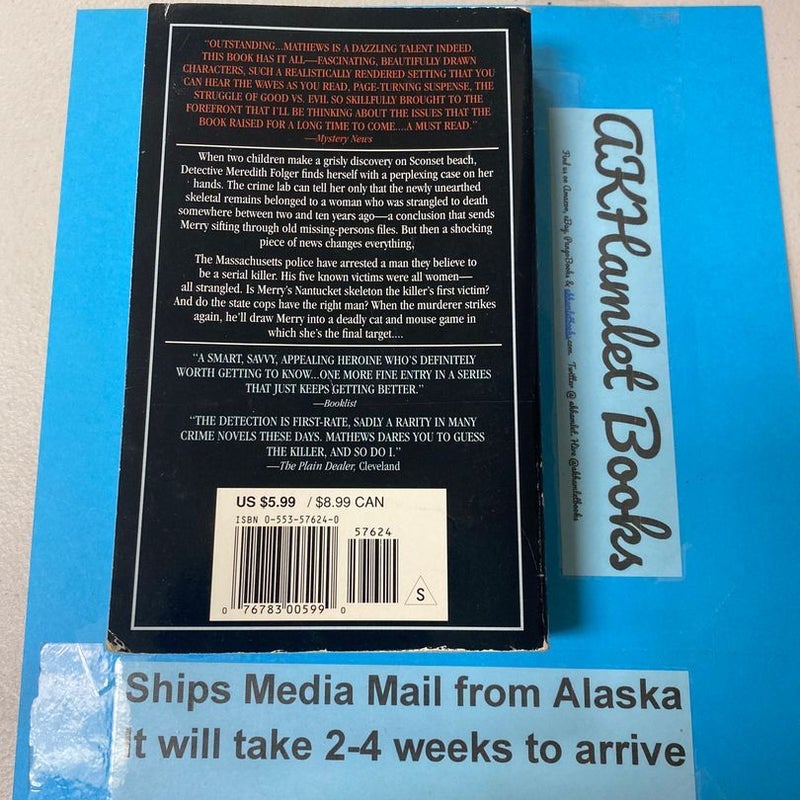 “OUTSTANDING...MATHEWS IS A DAZZLING TALENT INDEED.
THIS BOOK HAS IT ALL—FASCINATING, BEAUTIFULLY DRAWN
CHARACTERS, SUCH A REALISTICALLY RENDERED SETTING THAT YOU
CAN HEAR THE WAVES AS YOU READ, PAGE-TURNING SUSPENSE, THE
STRUGGLE OF GOOD VS. EVIL SO SKILLFULLY BROUGHT TO THE
FOREFRONT THAT I'LL BE THINKING ABOUT THE ISSUES THAT THE
BOOK RAISED FOR A LONG TIME TO COME....A MUST READ.”
—Mystery News
When two children make a grisly discovery on Sconset beach,
Detective Meredith Folger finds herself with a perplexing case on her
hands. The crime lab can tell her only that the newly unearthed
skeletal remains belonged to a woman who was strangled to death
somewhere between two and ten years ago—a conclusion that sends
Merry sifting through old missing-persons files. But then a shocking
piece of news changes everything.
The Massachusetts police have arrested a man they believe to
be a serial killer. His five known victims were all women—
all strangled. Is Merry's Nantucket skeleton the killer's first victim?
And do the state cops have the right man? When the murderer strikes
again, he'll draw Merry into a deadly cat and mouse game in
which she's the final target....
“A SMART, SAVVY, APPEALING HEROINE WHO'S DEFINITELY
WORTH GETTING TO KNOW...ONE MORE FINE ENTRY IN A SERIES
THAT JUST KEEPS GETTING BETTER.”
—Booklist
“THE DETECTION IS FIRST-RATE, SADLY A RARITY IN MANY
CRIME NOVELS THESE DAYS. MATHEWS DARES YOU TO GUESS
THE KILLER, AND SO DO I.”
—The Plain Dealer, Cleveland
US $5.99 / $8.99 CAN
ISBN 0-553-57624-0
57624
0 76783 00599 0
S
AKHamlet Books
Find us on Amazon, eBay, PangoBooks & akhamletbooks.com Twitter @ akhamlet, Hive @akhamletbooks
Ships Media Mail from Alaska
It will take 2-4 weeks to arrive